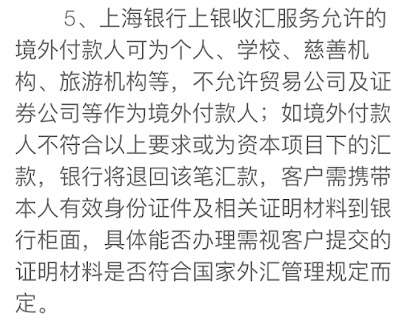 5、上海银行上银收汇服务允许的
境外付款人可为个人、学校、慈善机
构、旅游机构等，不允许贸易公司及证
券公司等作为境外付款人；如境外付款
人不符合以上要求或为资本项目下的汇
款，银行将退回该笔汇款，客户需携带
本人有效身份证件及相关证明材料到银
行柜面，具体能否办理需视客户提交的
证明材料是否符合国家外汇管理规定而
定。